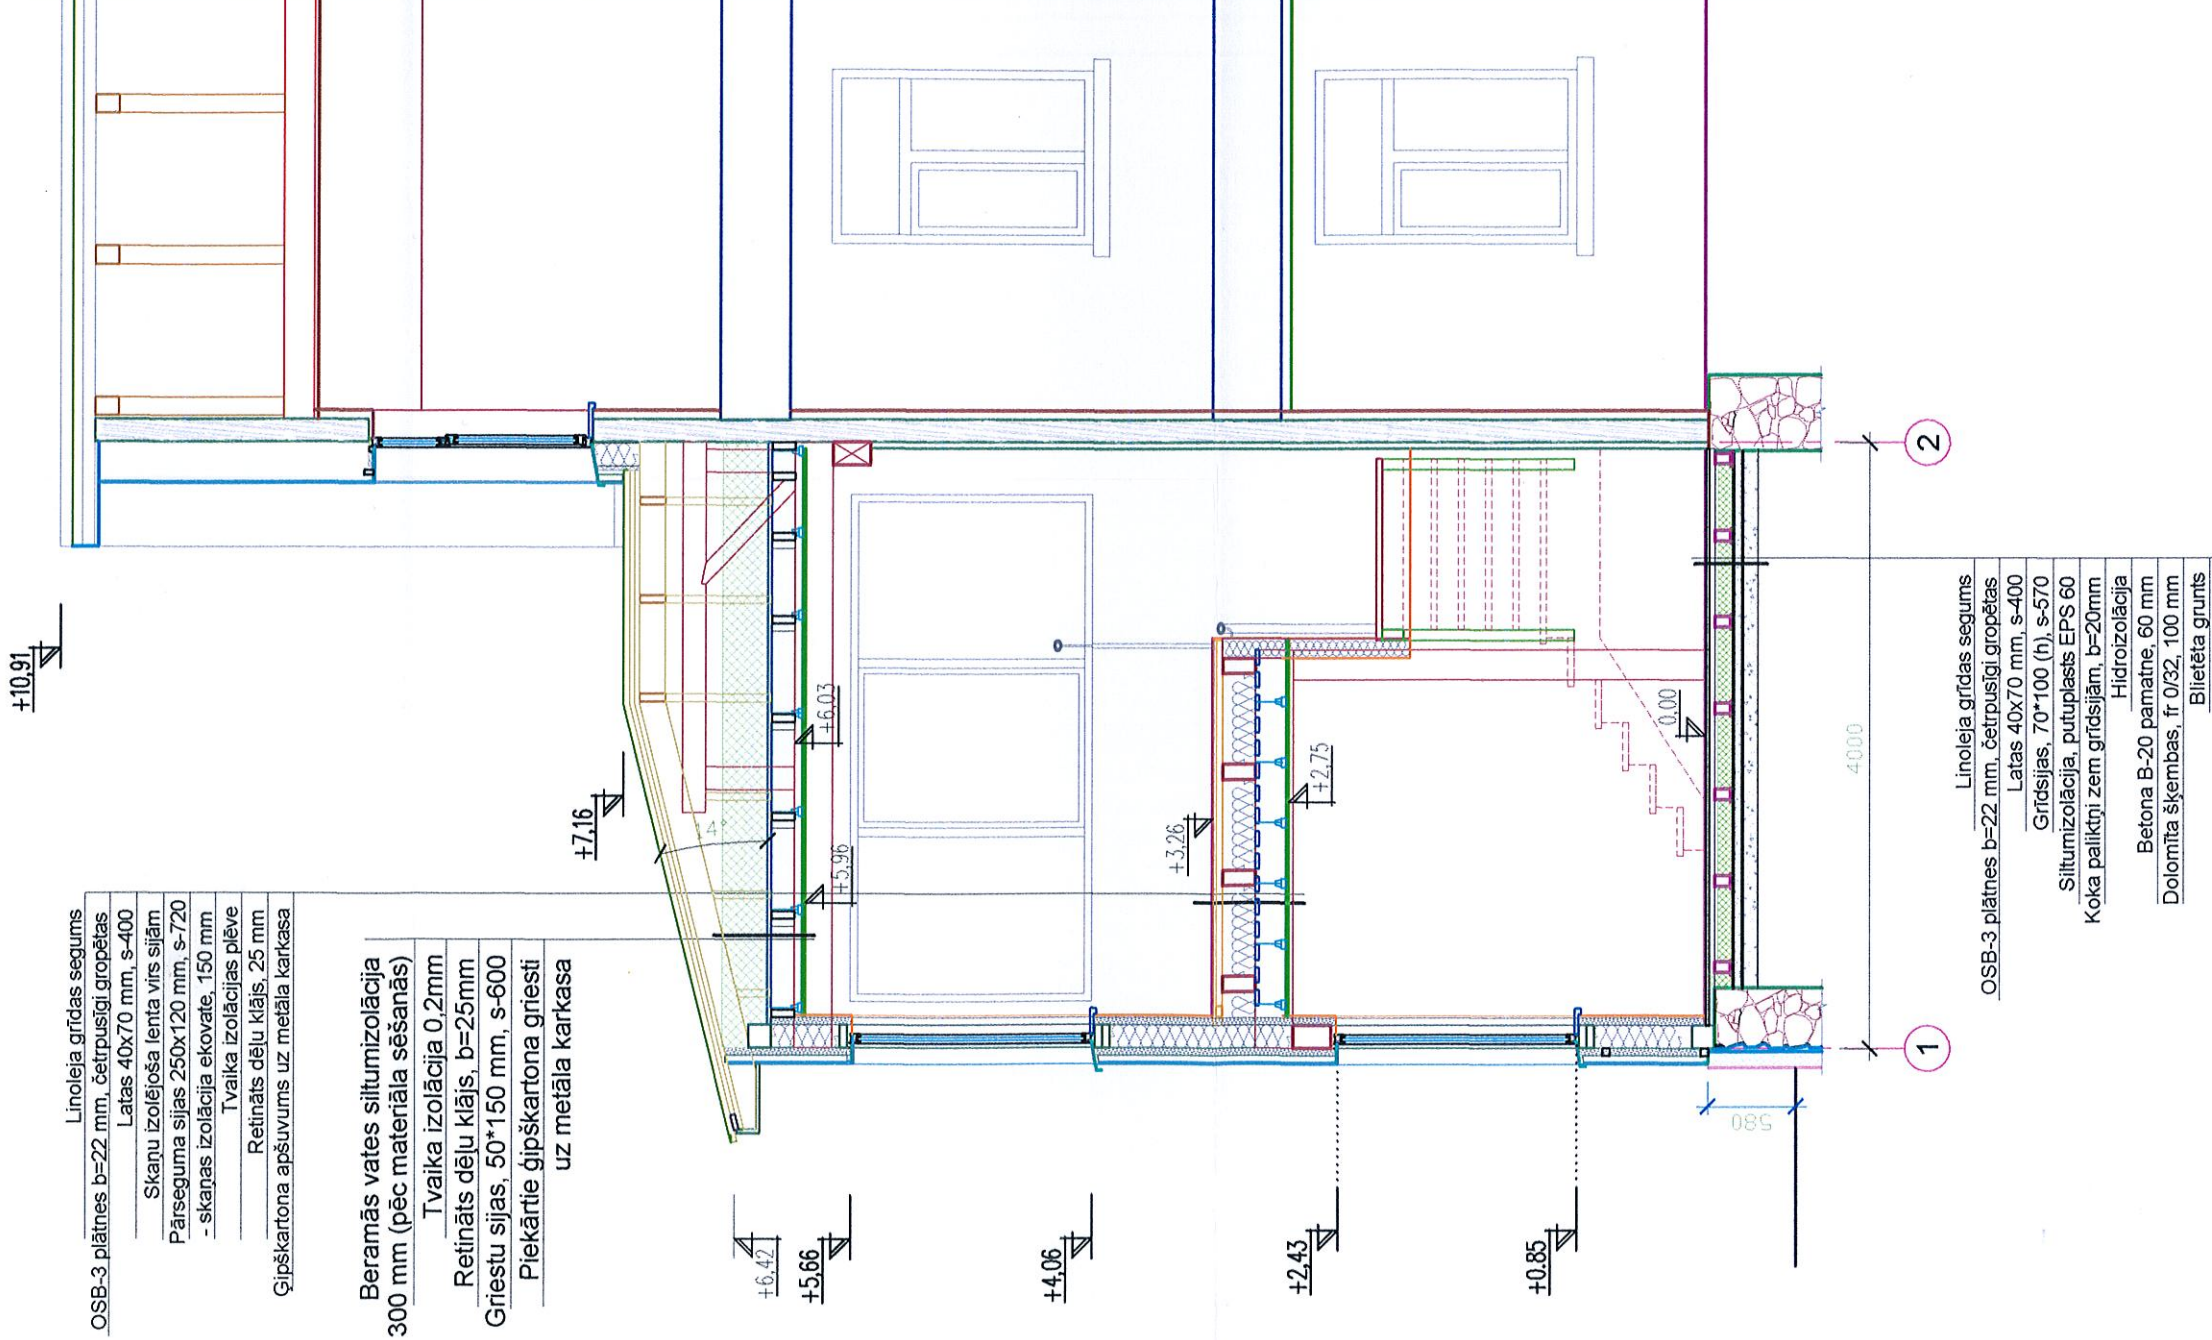 +10,91
Linoleja grīdas segums
OSB-3 plātnes b=22 mm, četrpusīgi gropētas
Latas 40x70 mm, s-400
Skaņu izolējoša lenta virs sijām
Pārseguma sijas 250x120 mm, s-720
- skaņas izolācija ekovate, 150 mm
Tvaika izolācijas plēve
Retināts dēļu klājs, 25 mm
Ģipškartona apšuvums uz metāla karkasa
Beramās vates siltumizolācija
300 mm (pēc materiāla sēšanās)
Tvaika izolācija 0,2mm
Retināts dēļu klājs, b=25mm
Griestu sijas, 50*150 mm, s-600
Piekārtie ģipškartona griesti
uz metāla karkasa
+7,16
14°
+6,03
+5,96
+6,42
+5,66
+4,06
+3,26
+2,75
+2,43
+0.85
0,00
580
4000
1
2
Linoleja grīdas segums
OSB-3 plātnes b=22 mm, četrpusīgi gropētas
Latas 40x70 mm, s-400
Grīdsijas, 70*100 (h), s-570
Siltumizolācija, putuplasts EPS 60
Koka paliktņi zem grīdsijām, b=20mm
Hidroizolācija
Betona B-20 pamatne, 60 mm
Dolomīta šķembas, fr 0/32, 100 mm
Blietēta grunts